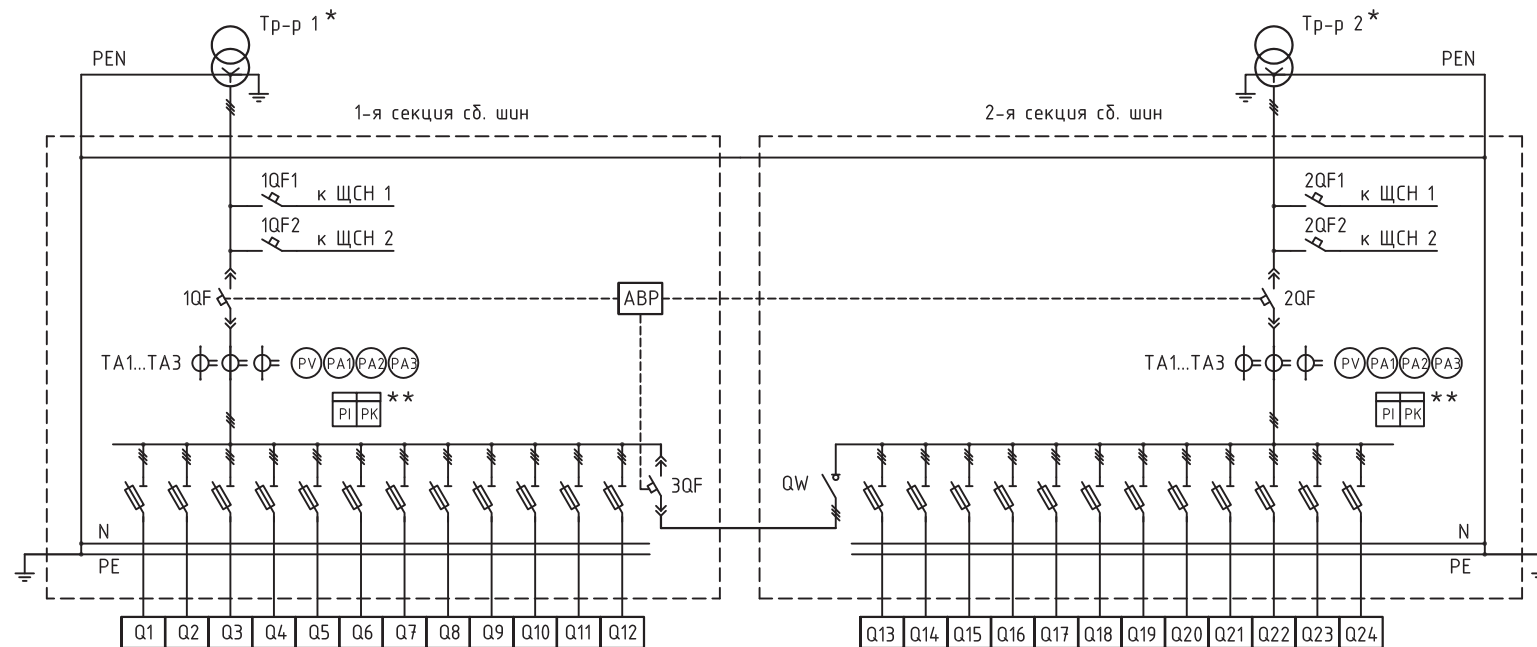 Тр-р 1*
Тр-р 2*
PEN
PEN
1-я секция сб. шин
2-я секция сб. шин
1QF1
к ЩСН 1
2QF1
к ЩСН 1
1QF2
к ЩСН 2
2QF2
к ЩСН 2
1QF
АВР
2QF
TA1...TA3
PV
PA1
PA2
PA3
TA1...TA3
PV
PA1
PA2
PA3
PI
PK
**
PI
PK
**
3QF
QW
N
N
PE
PE
Q1 Q2 Q3 Q4 Q5 Q6 Q7 Q8 Q9 Q10 Q11 Q12
Q13 Q14 Q15 Q16 Q17 Q18 Q19 Q20 Q21 Q22 Q23 Q24